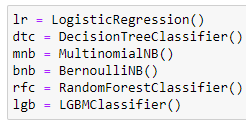 lr = LogisticRegression()
dtc = DecisionTreeClassifier()
mnb = MultinomialNB()
bnb = BernoulliNB()
rfc = RandomForestClassifier()
lgb = LGBMClassifier()